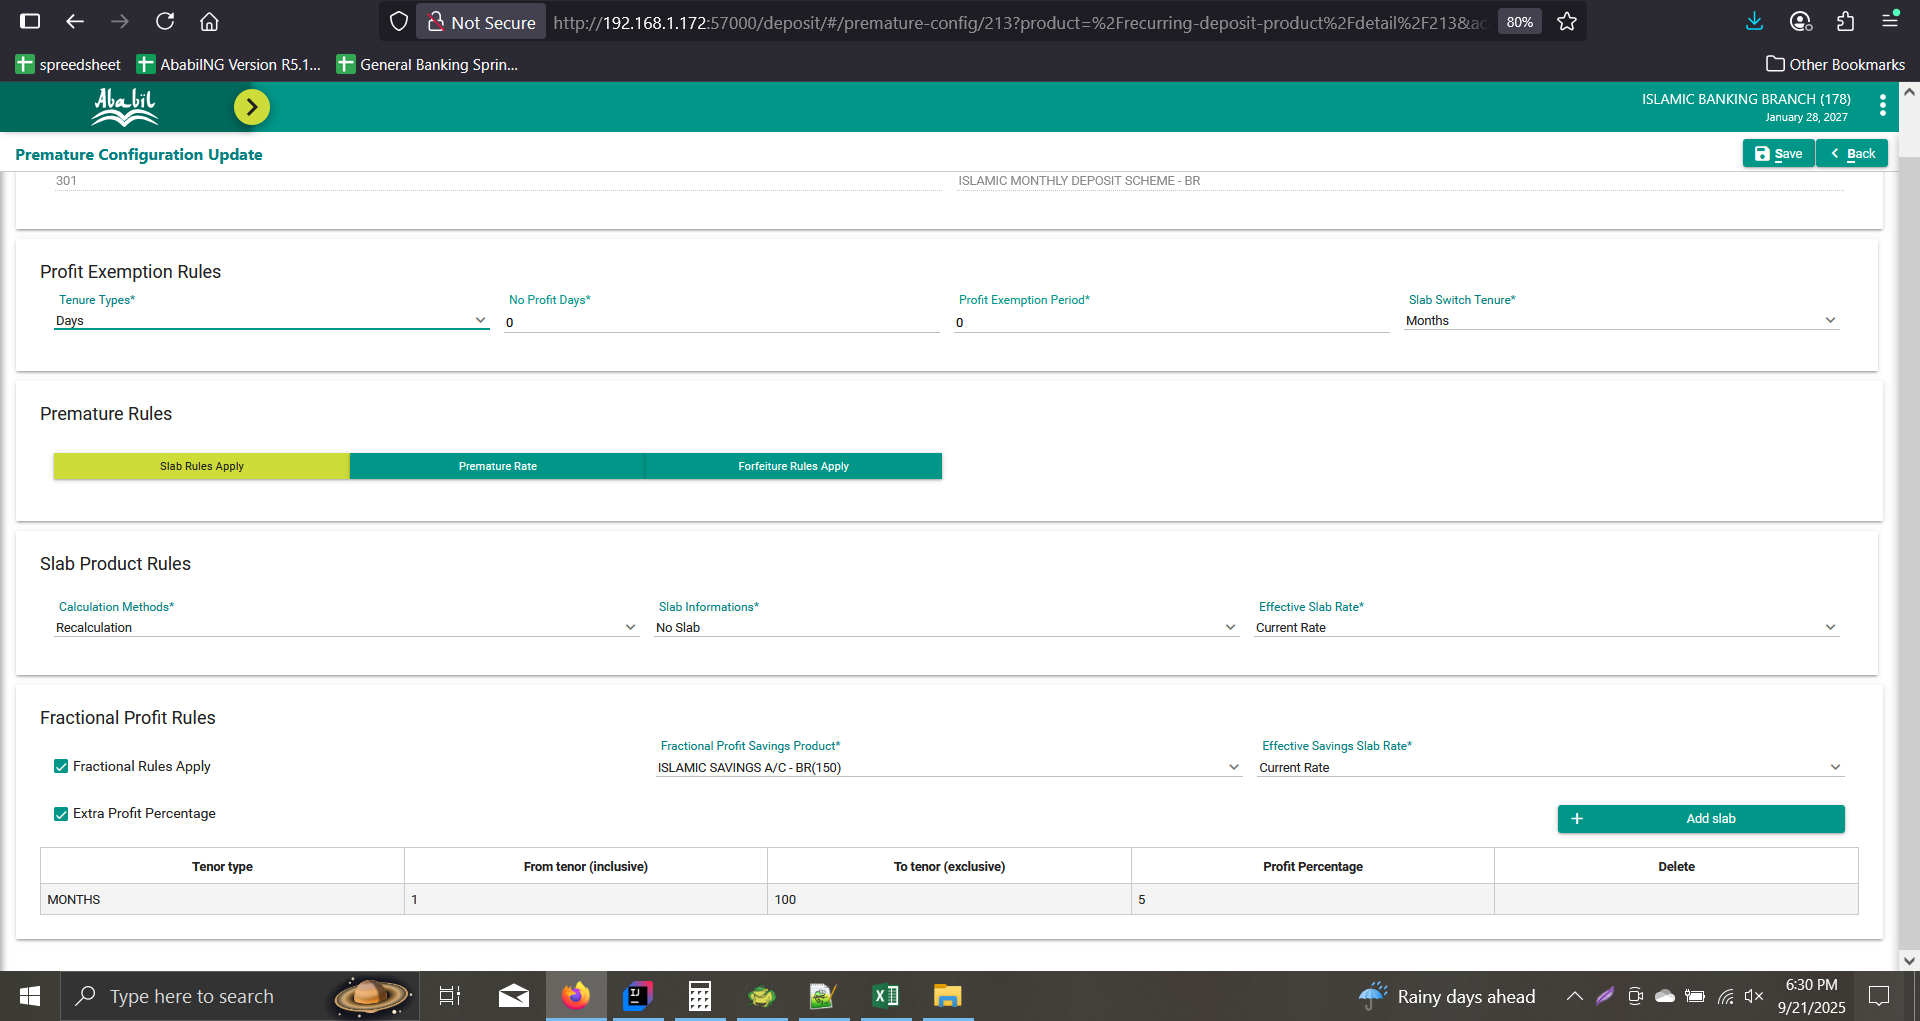 Not Secure http://192.168.1.172:57000/deposit/#/premature-config/213?product=%2Frecurring-deposit-product%2Fdetail%2F213&ac 80%
spreedsheet AbabilNG Version R5.1... General Banking Sprin... Other Bookmarks
Ababil
ISLAMIC BANKING BRANCH (178)
January 28, 2027
Premature Configuration Update Save Back
301 ISLAMIC MONTHLY DEPOSIT SCHEME - BR
Profit Exemption Rules
Tenure Types* No Profit Days* Profit Exemption Period* Slab Switch Tenure*
Days 0 0 Months
Premature Rules
Slab Rules Apply Premature Rate Forfeiture Rules Apply
Slab Product Rules
Calculation Methods* Slab Informations* Effective Slab Rate*
Recalculation No Slab Current Rate
Fractional Profit Rules
Fractional Profit Savings Product* Effective Savings Slab Rate*
Fractional Rules Apply ISLAMIC SAVINGS A/C - BR(150) Current Rate
Extra Profit Percentage Add slab
Tenor type From tenor (inclusive) To tenor (exclusive) Profit Percentage Delete
MONTHS 1 100 5
Type here to search Rainy days ahead 6:30 PM
9/21/2025